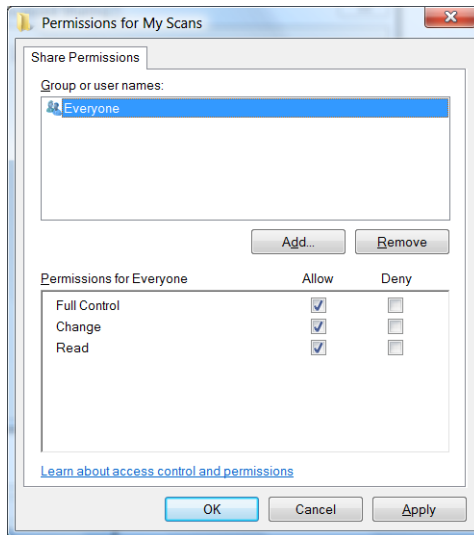 Permissions for My Scans
Share Permissions
Group or user names:
Everyone
Add... Remove
Permissions for Everyone Allow Deny
Full Control
Change
Read
Learn about access control and permissions
OK Cancel Apply